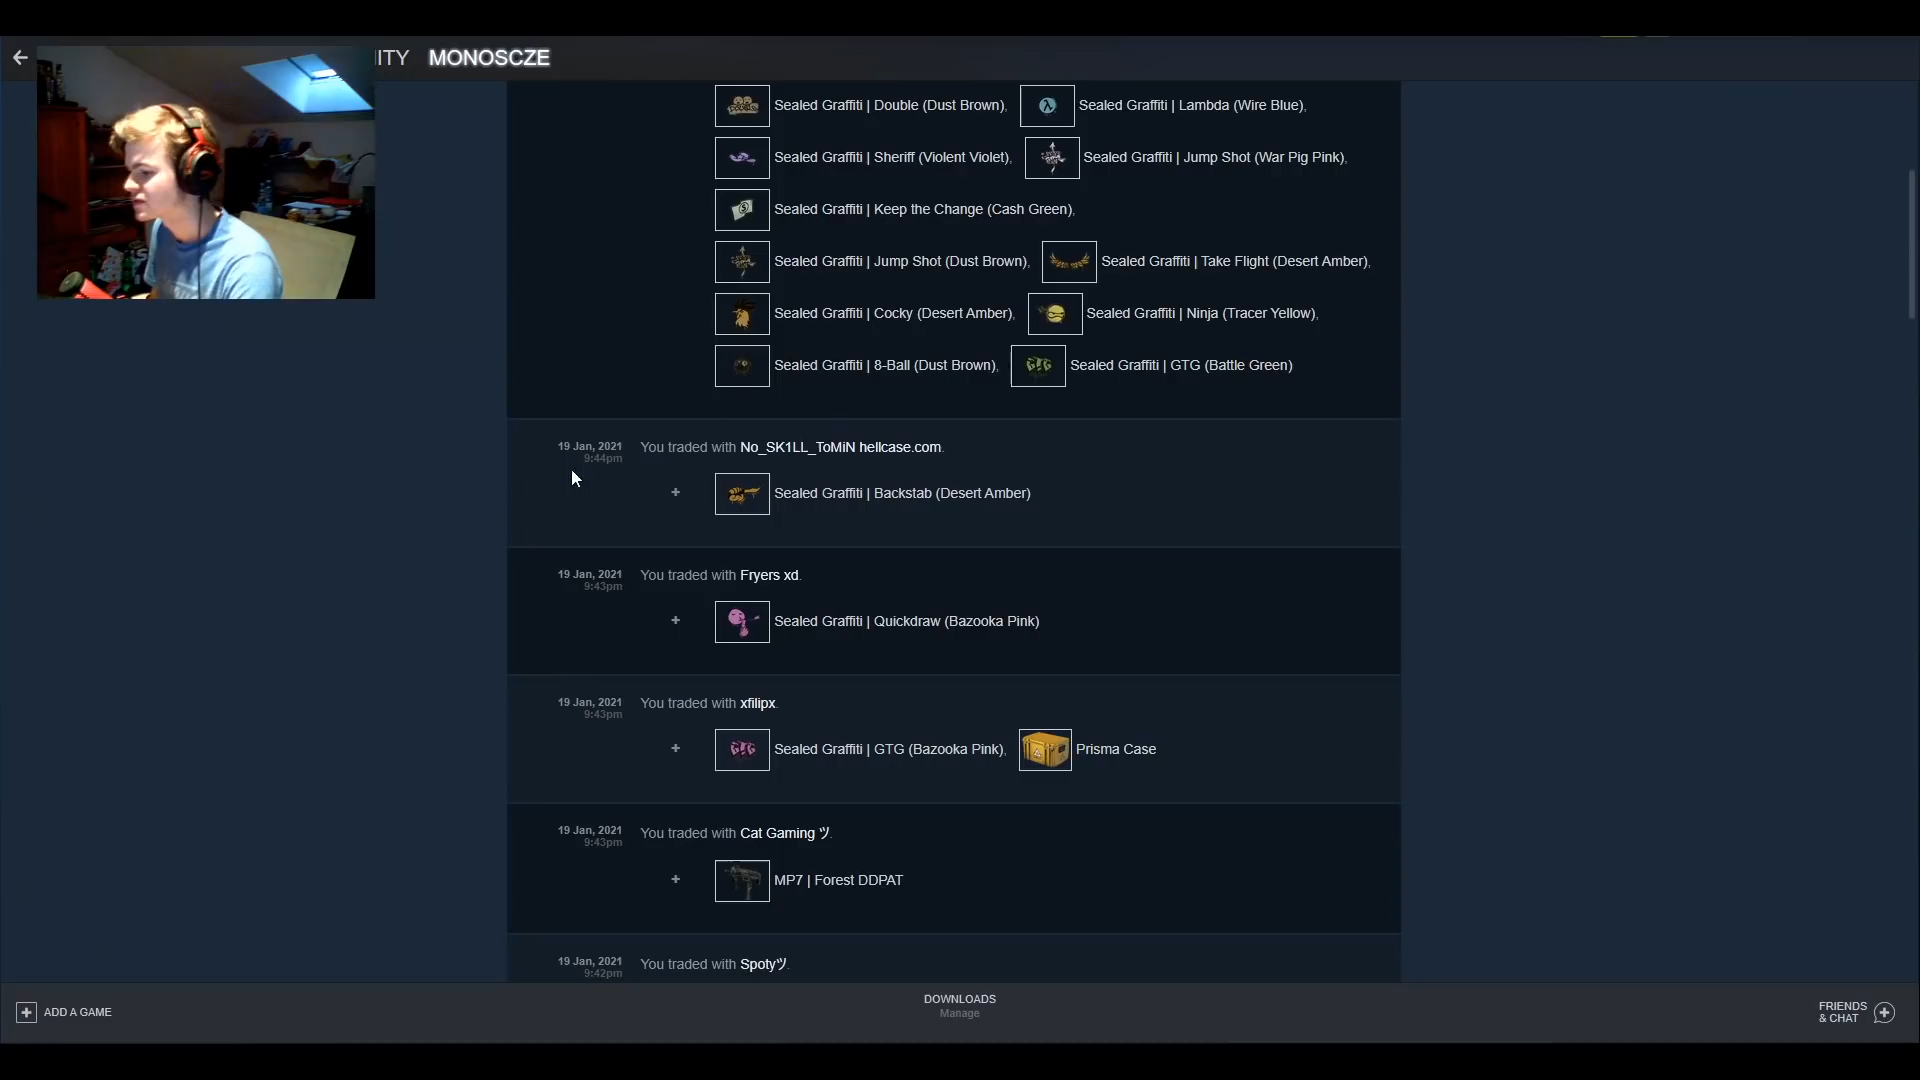 ITY MONOSCZE
Sealed Graffiti | Double (Dust Brown), Sealed Graffiti | Lambda (Wire Blue),
Sealed Graffiti | Sheriff (Violent Violet), Sealed Graffiti | Jump Shot (War Pig Pink),
Sealed Graffiti | Keep the Change (Cash Green),
Sealed Graffiti | Jump Shot (Dust Brown), Sealed Graffiti | Take Flight (Desert Amber),
Sealed Graffiti | Cocky (Desert Amber), Sealed Graffiti | Ninja (Tracer Yellow),
Sealed Graffiti | 8-Ball (Dust Brown), Sealed Graffiti | GTG (Battle Green)
19 Jan, 2021 You traded with No_SK1LL_ToMiN hellcase.com.
9:44pm
+ Sealed Graffiti | Backstab (Desert Amber)
19 Jan, 2021 You traded with Fryers xd.
9:43pm
+ Sealed Graffiti | Quickdraw (Bazooka Pink)
19 Jan, 2021 You traded with xfilipx.
9:43pm
+ Sealed Graffiti | GTG (Bazooka Pink), Prisma Case
19 Jan, 2021 You traded with Cat Gaming ツ.
9:43pm
+ MP7 | Forest DDPAT
19 Jan, 2021 You traded with Spotyツ.
9:42pm
+ ADD A GAME
DOWNLOADS
Manage
FRIENDS
& CHAT